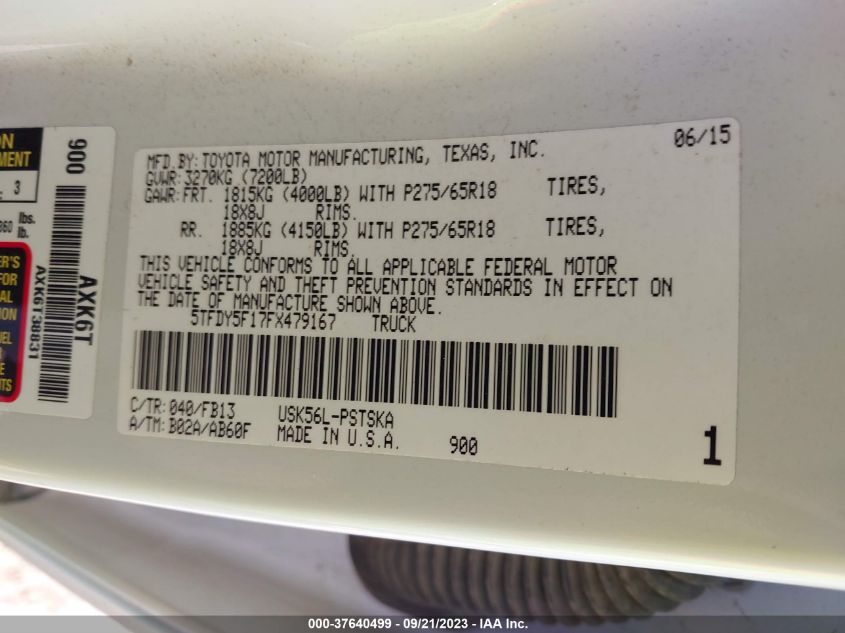 06/15
MFD.BY:TOYOTA MOTOR MANUFACTURING, TEXAS, INC.
GVWR:3270KG (7200LB)
GAWR:FRT. 1815KG (4000LB) WITH P275/65R18 TIRES,
18X8J RIMS.
RR. 1885KG (4150LB) WITH P275/65R18 TIRES,
18X8J RIMS.
THIS VEHICLE CONFORMS TO ALL APPLICABLE FEDERAL MOTOR
VEHICLE SAFETY AND THEFT PREVENTION STANDARDS IN EFFECT ON
THE DATE OF MANUFACTURE SHOWN ABOVE.
5TFDY5F17FX479167 TRUCK
C/TR:040/FB13 USK56L-PSTSKA
A/TM:B02A/AB60F MADE IN U.S.A. 900
1
900
AXK6T
AXK6T38831
3
lbs.
lb.
FOR
000-37640499 - 09/21/2023 - IAA Inc.